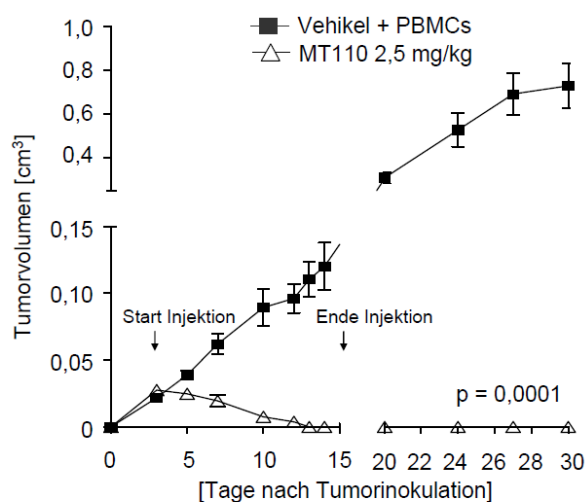 Vehikel + PBMCs
MT110 2,5 mg/kg
1,0
0,8
0,6
0,4
0,15
0,10
0,05
0
Tumorvolumen [cm³]
Start Injektion
Ende Injektion
p = 0,0001
0 5 10 15 20 22 24 26 28 30
[Tage nach Tumorinokulation]